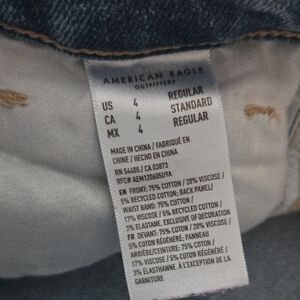 AMERICAN EAGLE
OUTFITTERS
US 4 REGULAR
CA 4 STANDARD
MX 4 REGULAR
MADE IN CHINA / FABRIQUÉ EN
CHINE / HECHO EN CHINA
RN 54485 / CA 03873
EN FRONT: 75% COTTON / 20% VISCOSE /
5% RECYCLED COTTON; BACK PANEL/
WAIST BAND: 75% COTTON /
17% VISCOSE / 5% RECYCLED COTTON /
3% ELASTANE. EXCLUSIVE OF DECORATION
FR DEVANT: 75% COTON / 20% VISCOSE /
5% COTON RÉGÉNÉRÉ; PANNEAU
ARRIÈRE/CEINTURE: 75% COTON /
17% VISCOSE / 5% COTON RÉGÉNÉRÉ /
3% ÉLASTHANNE À L'EXCEPTION DE LA
GARNITURE